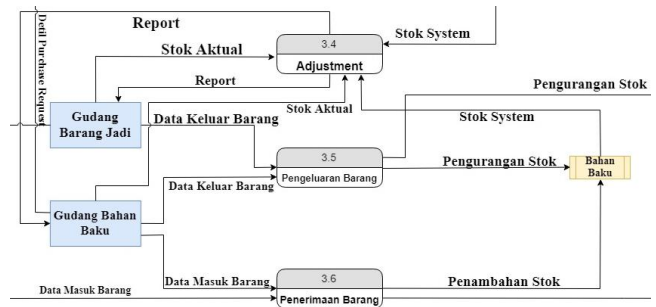 Report
Detil Purchase Request
Stok Aktual
3.4
Adjustment
Stok System
Report
Stok Aktual
Pengurangan Stok
Stok System
Gudang
Barang Jadi
Data Keluar Barang
3.5
Pengeluaran Barang
Pengurangan Stok
Bahan
Baku
Data Keluar Barang
Gudang Bahan
Baku
Data Masuk Barang
3.6
Penerimaan Barang
Penambahan Stok
Data Masuk Barang